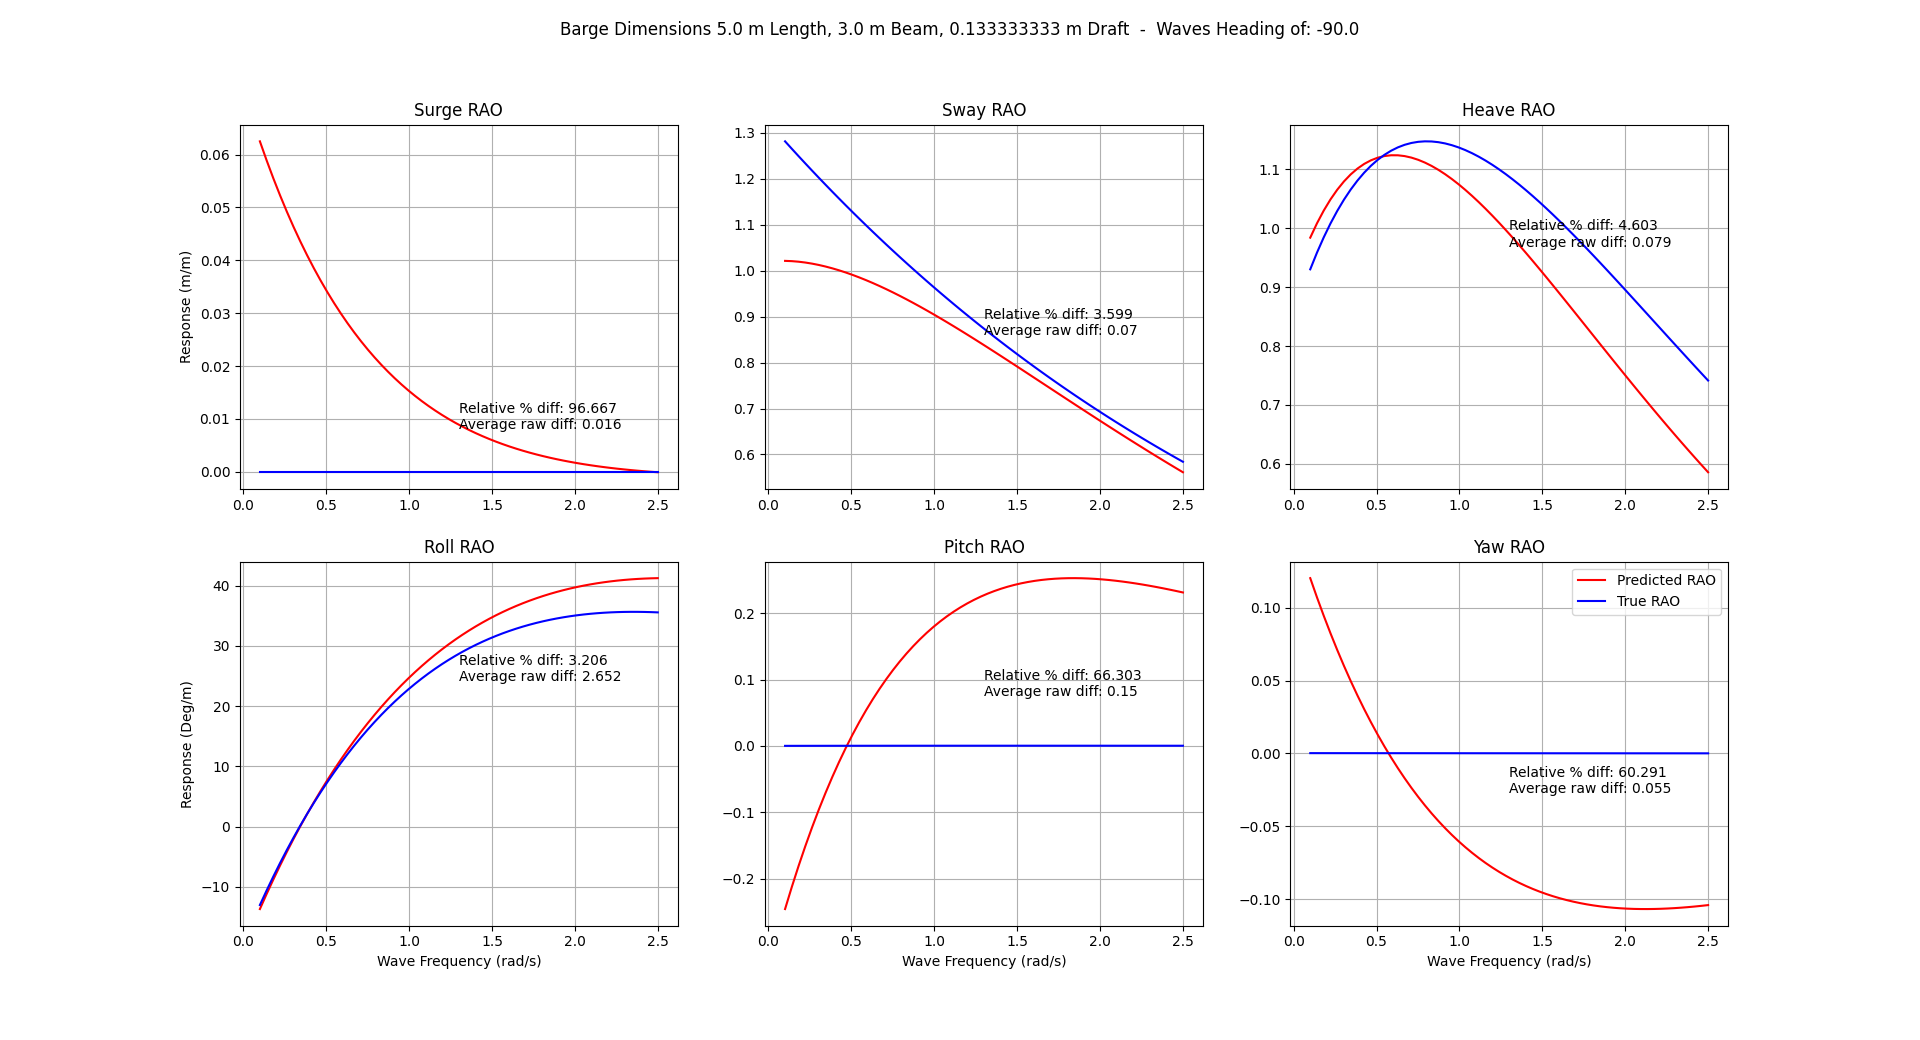 Barge Dimensions 5.0 m Length, 3.0 m Beam, 0.133333333 m Draft  -  Waves Heading of: -90.0
Surge RAO
Response (m/m)
0.06
0.05
0.04
0.03
0.02
0.01
0.00
Relative % diff: 96.667
Average raw diff: 0.016
0.0 0.5 1.0 1.5 2.0 2.5
Sway RAO
1.3
1.2
1.1
1.0
0.9
0.8
0.7
0.6
Relative % diff: 3.599
Average raw diff: 0.07
0.0 0.5 1.0 1.5 2.0 2.5
Heave RAO
1.1
1.0
0.9
0.8
0.7
0.6
Relative % diff: 4.603
Average raw diff: 0.079
0.0 0.5 1.0 1.5 2.0 2.5
Roll RAO
Response (Deg/m)
40
30
20
10
0
−10
Relative % diff: 3.206
Average raw diff: 2.652
0.0 0.5 1.0 1.5 2.0 2.5
Wave Frequency (rad/s)
Pitch RAO
0.2
0.1
0.0
−0.1
−0.2
Relative % diff: 66.303
Average raw diff: 0.15
0.0 0.5 1.0 1.5 2.0 2.5
Wave Frequency (rad/s)
Yaw RAO
Predicted RAO
True RAO
0.10
0.05
0.00
−0.05
−0.10
Relative % diff: 60.291
Average raw diff: 0.055
0.0 0.5 1.0 1.5 2.0 2.5
Wave Frequency (rad/s)